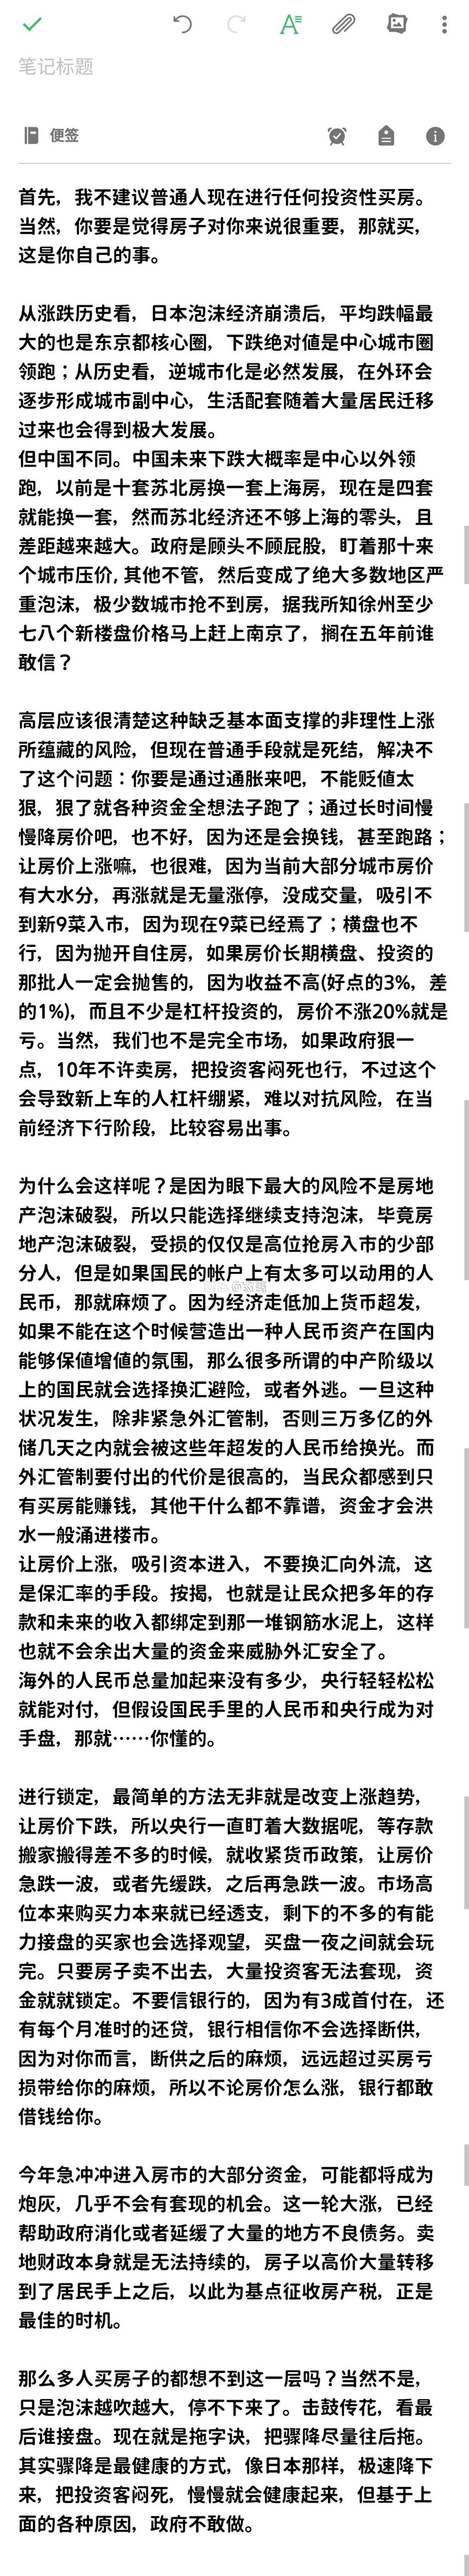 笔记标题
便签
首先，我不建议普通人现在进行任何投资性买房。
当然，你要是觉得房子对你来说很重要，那就买，
这是你自己的事。
从涨跌历史看，日本泡沫经济崩溃后，平均跌幅最
大的也是东京都核心圈，下跌绝对值是中心城市圈
领跑；从历史看，逆城市化是必然发展，在外环会
逐步形成城市副中心，生活配套随着大量居民迁移
过来也会得到极大发展。
但中国不同。中国未来下跌大概率是中心以外领
跑，以前是十套苏北房换一套上海房，现在是四套
就能换一套，然而苏北经济还不够上海的零头，且
差距越来越大。政府是顾头不顾屁股，盯着那十来
个城市压价,其他不管，然后变成了绝大多数地区严
重泡沫，极少数城市抢不到房，据我所知徐州至少
七八个新楼盘价格马上赶上南京了，搁在五年前谁
敢信？
高层应该很清楚这种缺乏基本面支撑的非理性上涨
所蕴藏的风险，但现在普通手段就是死结，解决不
了这个问题：你要是通过通胀来吧，不能贬值太
狠，狠了就各种资金全想法子跑了；通过长时间慢
慢降房价吧，也不好，因为还是会换钱，甚至跑路；
让房价上涨嘛，也很难，因为当前大部分城市房价
有大水分，再涨就是无量涨停，没成交量，吸引不
到新9菜入市，因为现在9菜已经蔫了；横盘也不
行，因为抛开自住房，如果房价长期横盘、投资的
那批人一定会抛售的，因为收益不高(好点的3%，差
的1%)，而且不少是杠杆投资的，房价不涨20%就是
亏。当然，我们也不是完全市场，如果政府狠一
点，10年不许卖房，把投资客闷死也行，不过这个
会导致新上车的人杠杆绷紧，难以对抗风险，在当
前经济下行阶段，比较容易出事。
为什么会这样呢？是因为眼下最大的风险不是房地
产泡沫破裂，所以只能选择继续支持泡沫，毕竟房
地产泡沫破裂，受损的仅仅是高位抢房入市的少部
分人，但是如果国民的帐户上有太多可以动用的人
民币，那就麻烦了。因为经济走低加上货币超发，
如果不能在这个时候营造出一种人民币资产在国内
能够保值增值的氛围，那么很多所谓的中产阶级以
上的国民就会选择换汇避险，或者外逃。一旦这种
状况发生，除非紧急外汇管制，否则三万多亿的外
储几天之内就会被这些年超发的人民币给换光。而
外汇管制要付出的代价是很高的，当民众都感到只
有买房能赚钱，其他干什么都不靠谱，资金才会洪
水一般涌进楼市。
让房价上涨，吸引资本进入，不要换汇向外流，这
是保汇率的手段。按揭，也就是让民众把多年的存
款和未来的收入都绑定到那一堆钢筋水泥上，这样
也就不会余出大量的资金来威胁外汇安全了。
海外的人民币总量加起来没有多少，央行轻轻松松
就能对付，但假设国民手里的人民币和央行成为对
手盘，那就……你懂的。
进行锁定，最简单的方法无非就是改变上涨趋势，
让房价下跌，所以央行一直盯着大数据呢，等存款
搬家搬得差不多的时候，就收紧货币政策，让房价
急跌一波，或者先缓跌，之后再急跌一波。市场高
位本来购买力本来就已经透支，剩下的不多的有能
力接盘的买家也会选择观望，买盘一夜之间就会玩
完。只要房子卖不出去，大量投资客无法套现，资
金就就锁定。不要信银行的，因为有3成首付在，还
有每个月准时的还贷，银行相信你不会选择断供，
因为对你而言，断供之后的麻烦，远远超过买房亏
损带给你的麻烦，所以不论房价怎么涨，银行都敢
借钱给你。
今年急冲冲进入房市的大部分资金，可能都将成为
炮灰，几乎不会有套现的机会。这一轮大涨，已经
帮助政府消化或者延缓了大量的地方不良债务。卖
地财政本身就是无法持续的，房子以高价大量转移
到了居民手上之后，以此为基点征收房产税，正是
最佳的时机。
那么多人买房子的都想不到这一层吗？当然不是，
只是泡沫越吹越大，停不下来了。击鼓传花，看最
后谁接盘。现在就是拖字诀，把骤降尽量往后拖。
其实骤降是最健康的方式，像日本那样，极速降下
来，把投资客闷死，慢慢就会健康起来，但基于上
面的各种原因，政府不敢做。